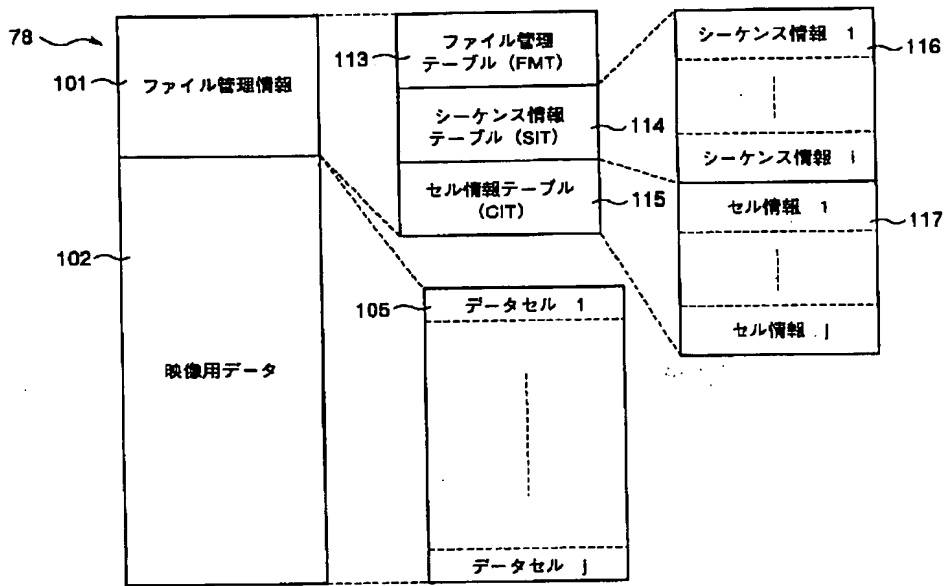 78
101
ファイル管理情報
102
映像用データ
113
ファイル管理
テーブル (FMT)
シーケンス情報
テーブル (SIT)
114
セル情報テーブル
(CIT)
115
シーケンス情報 1
116
シーケンス情報 i
セル情報 1
117
セル情報 j
105
データセル 1
データセル j